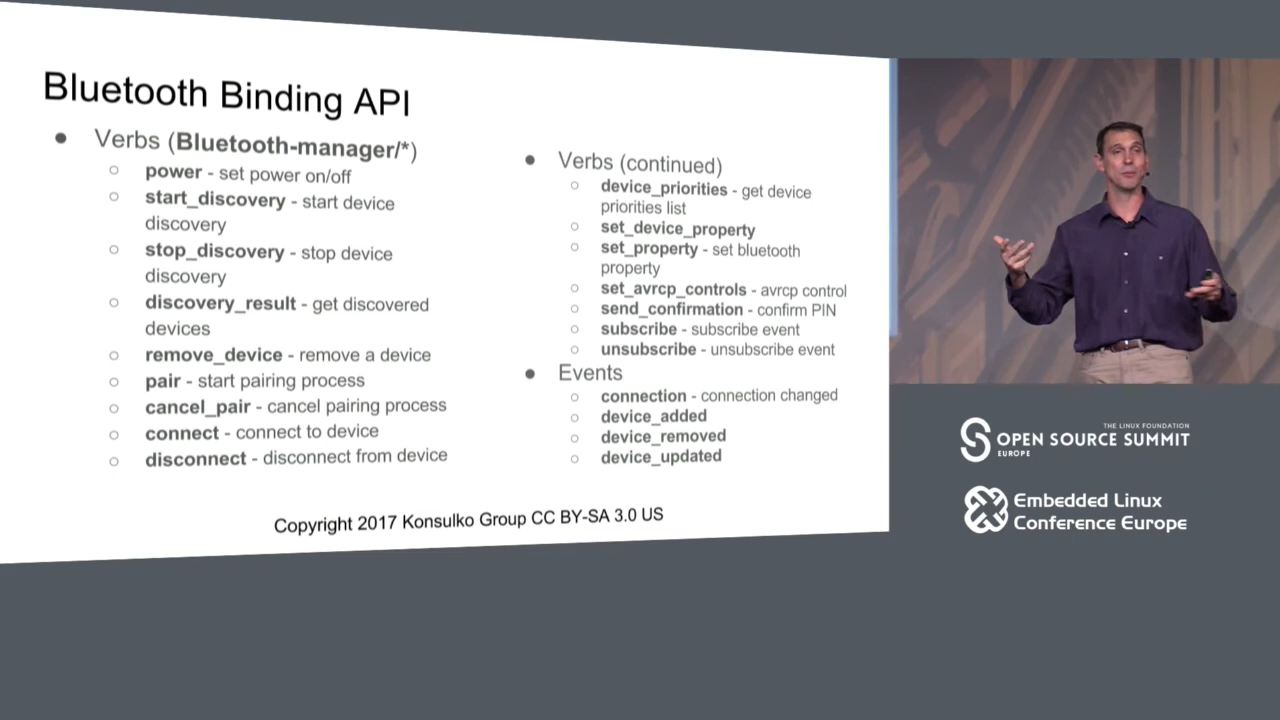 Bluetooth Binding API
Verbs (Bluetooth-manager/*)
power - set power on/off
start_discovery - start device
discovery
stop_discovery - stop device
discovery
discovery_result - get discovered
devices
remove_device - remove a device
pair - start pairing process
cancel_pair - cancel pairing process
connect - connect to device
disconnect - disconnect from device
Verbs (continued)
device_priorities - get device
priorities list
set_device_property
set_property - set bluetooth
property
set_avrcp_controls - avrcp control
send_confirmation - confirm PIN
subscribe - subscribe event
unsubscribe - unsubscribe event
Events
connection - connection changed
device_added
device_removed
device_updated
Copyright 2017 Konsulko Group CC BY-SA 3.0 US
THE LINUX FOUNDATION
OPEN SOURCE SUMMIT
EUROPE
Embedded Linux
Conference Europe